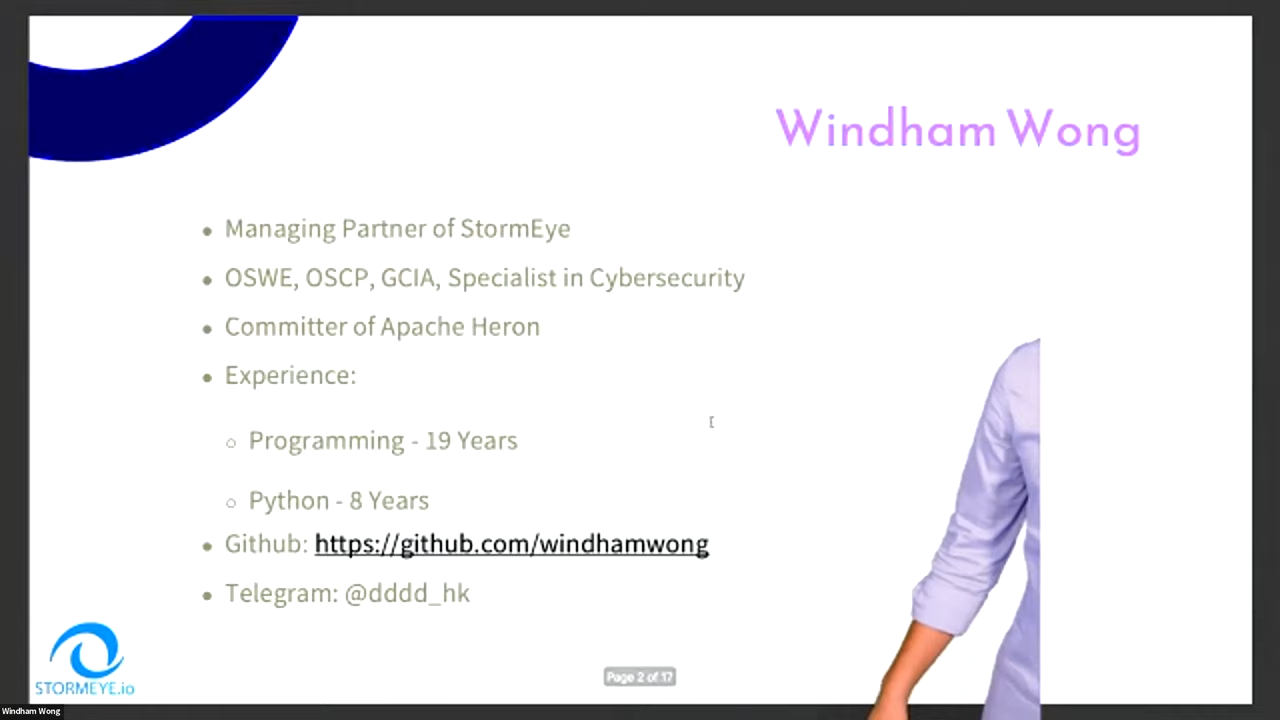 Windham Wong
• Managing Partner of StormEye
• OSWE, OSCP, GCIA, Specialist in Cybersecurity
• Committer of Apache Heron
• Experience:
○ Programming - 19 Years
○ Python - 8 Years
• Github: https://github.com/windhamwong
• Telegram: @dddd_hk
STORMEYE.io
Page 2 of 17
Windham Wong